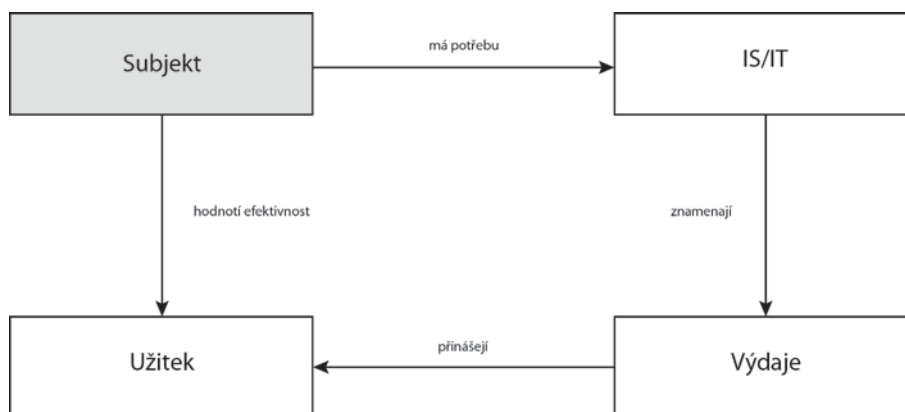 Subjekt
má potřebu
IS/IT
hodnotí efektivnost
znamenají
Užitek
přinášejí
Výdaje